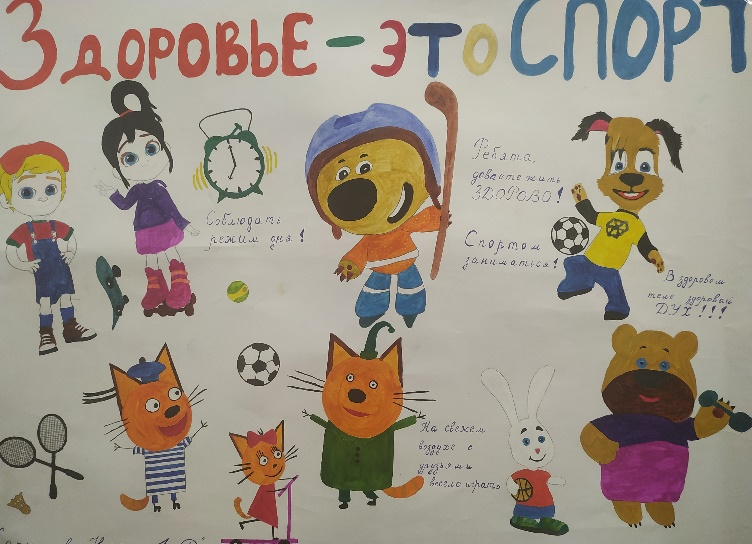 ЗДОРОВЬЕ - ЭТО СПОРТ
Соблюдать
режим дня!
Ребята,
давайте жить
ЗДОРОВО!
Спортом
заниматься!
В здоровом
теле здоровый
ДУХ!!!
На свежем
воздухе с
друзьями
весело играть